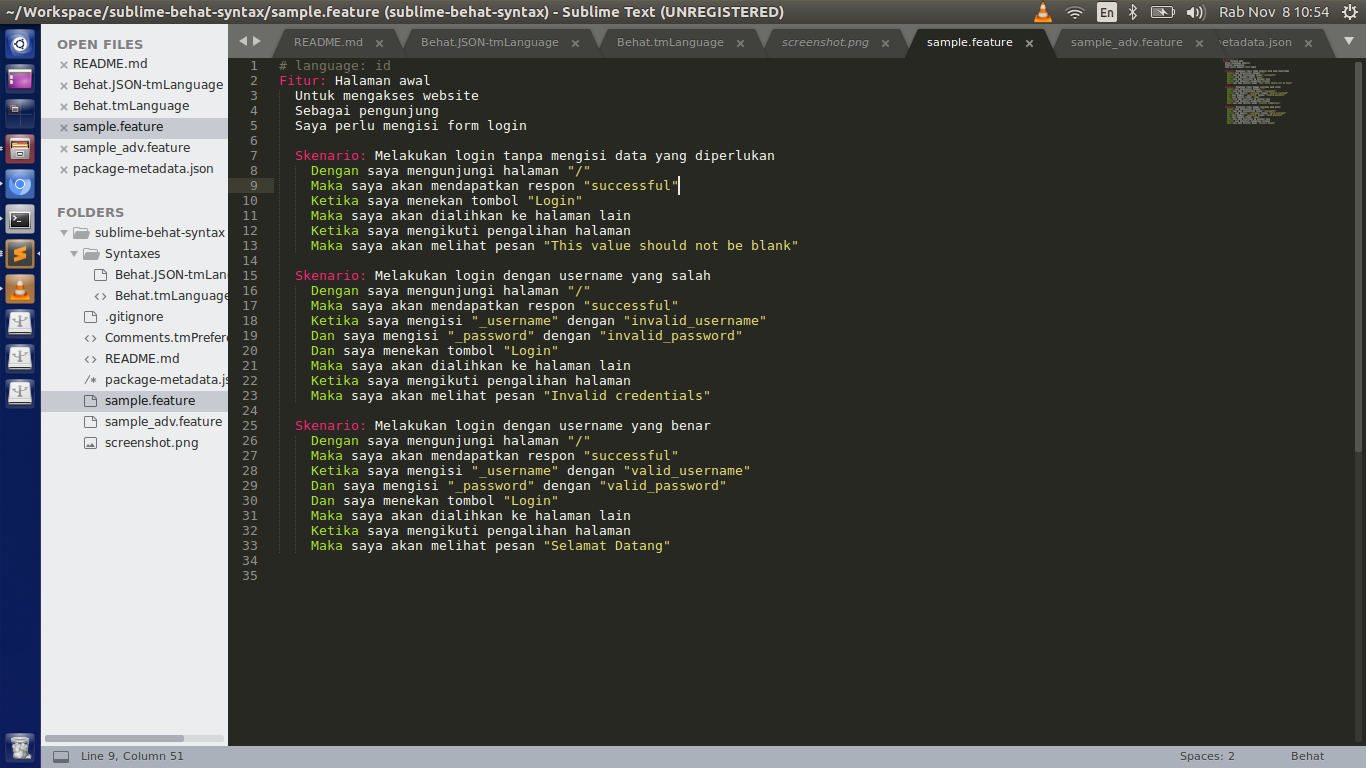 ~/Workspace/sublime-behat-syntax/sample.feature (sublime-behat-syntax) - Sublime Text (UNREGISTERED)
En
Rab Nov 8 10:54
OPEN FILES
README.md
Behat.JSON-tmLanguage
Behat.tmLanguage
sample.feature
sample_adv.feature
package-metadata.json
FOLDERS
sublime-behat-syntax
Syntaxes
Behat.JSON-tmLan
Behat.tmLanguage
.gitignore
Comments.tmPrefer
README.md
/* package-metadata.js
sample.feature
sample_adv.feature
screenshot.png
README.md
Behat.JSON-tmLanguage
Behat.tmLanguage
screenshot.png
sample.feature
sample_adv.feature
etadata.json
1 # language: id
2 Fitur: Halaman awal
3 Untuk mengakses website
4 Sebagai pengunjung
5 Saya perlu mengisi form login
6
7 Skenario: Melakukan login tanpa mengisi data yang diperlukan
8 Dengan saya mengunjungi halaman "/"
9 Maka saya akan mendapatkan respon "successful"
10 Ketika saya menekan tombol "Login"
11 Maka saya akan dialihkan ke halaman lain
12 Ketika saya mengikuti pengalihan halaman
13 Maka saya akan melihat pesan "This value should not be blank"
14
15 Skenario: Melakukan login dengan username yang salah
16 Dengan saya mengunjungi halaman "/"
17 Maka saya akan mendapatkan respon "successful"
18 Ketika saya mengisi "_username" dengan "invalid_username"
19 Dan saya mengisi "_password" dengan "invalid_password"
20 Dan saya menekan tombol "Login"
21 Maka saya akan dialihkan ke halaman lain
22 Ketika saya mengikuti pengalihan halaman
23 Maka saya akan melihat pesan "Invalid credentials"
24
25 Skenario: Melakukan login dengan username yang benar
26 Dengan saya mengunjungi halaman "/"
27 Maka saya akan mendapatkan respon "successful"
28 Ketika saya mengisi "_username" dengan "valid_username"
29 Dan saya mengisi "_password" dengan "valid_password"
30 Dan saya menekan tombol "Login"
31 Maka saya akan dialihkan ke halaman lain
32 Ketika saya mengikuti pengalihan halaman
33 Maka saya akan melihat pesan "Selamat Datang"
34
35
Line 9, Column 51
Spaces: 2
Behat